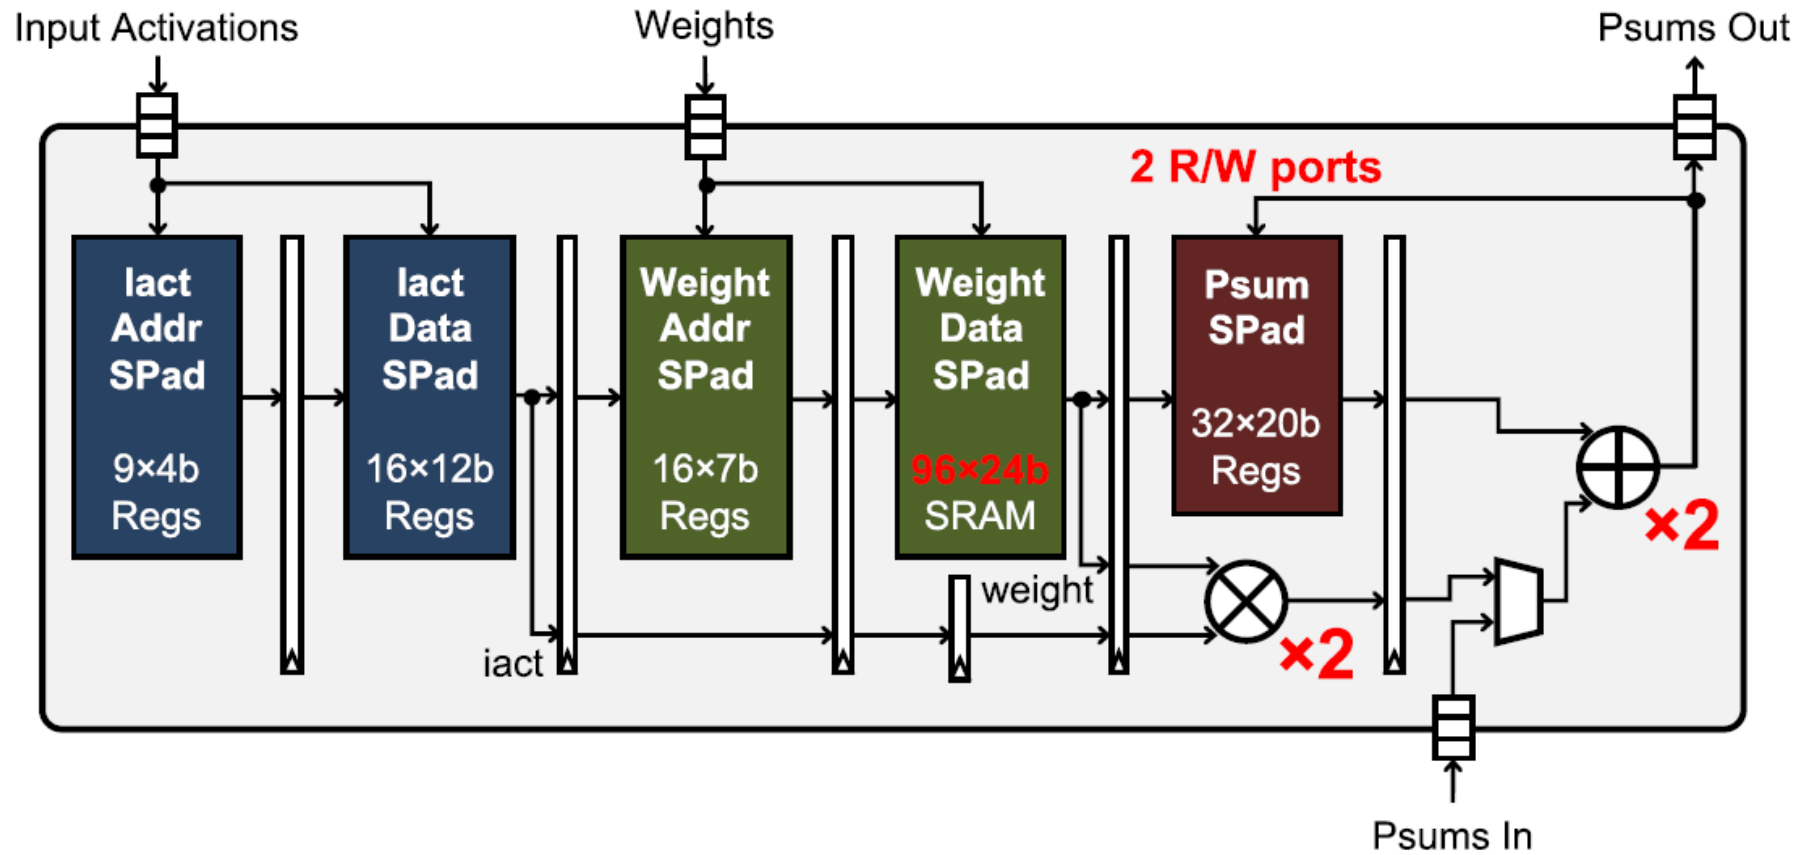 Input Activations
Weights
Psums Out
2 R/W ports
Iact
Addr
SPad
9×4b
Regs
Iact
Data
SPad
16×12b
Regs
Weight
Addr
SPad
16×7b
Regs
Weight
Data
SPad
96×24b
SRAM
Psum
SPad
32×20b
Regs
×2
weight
×2
iact
Psums In